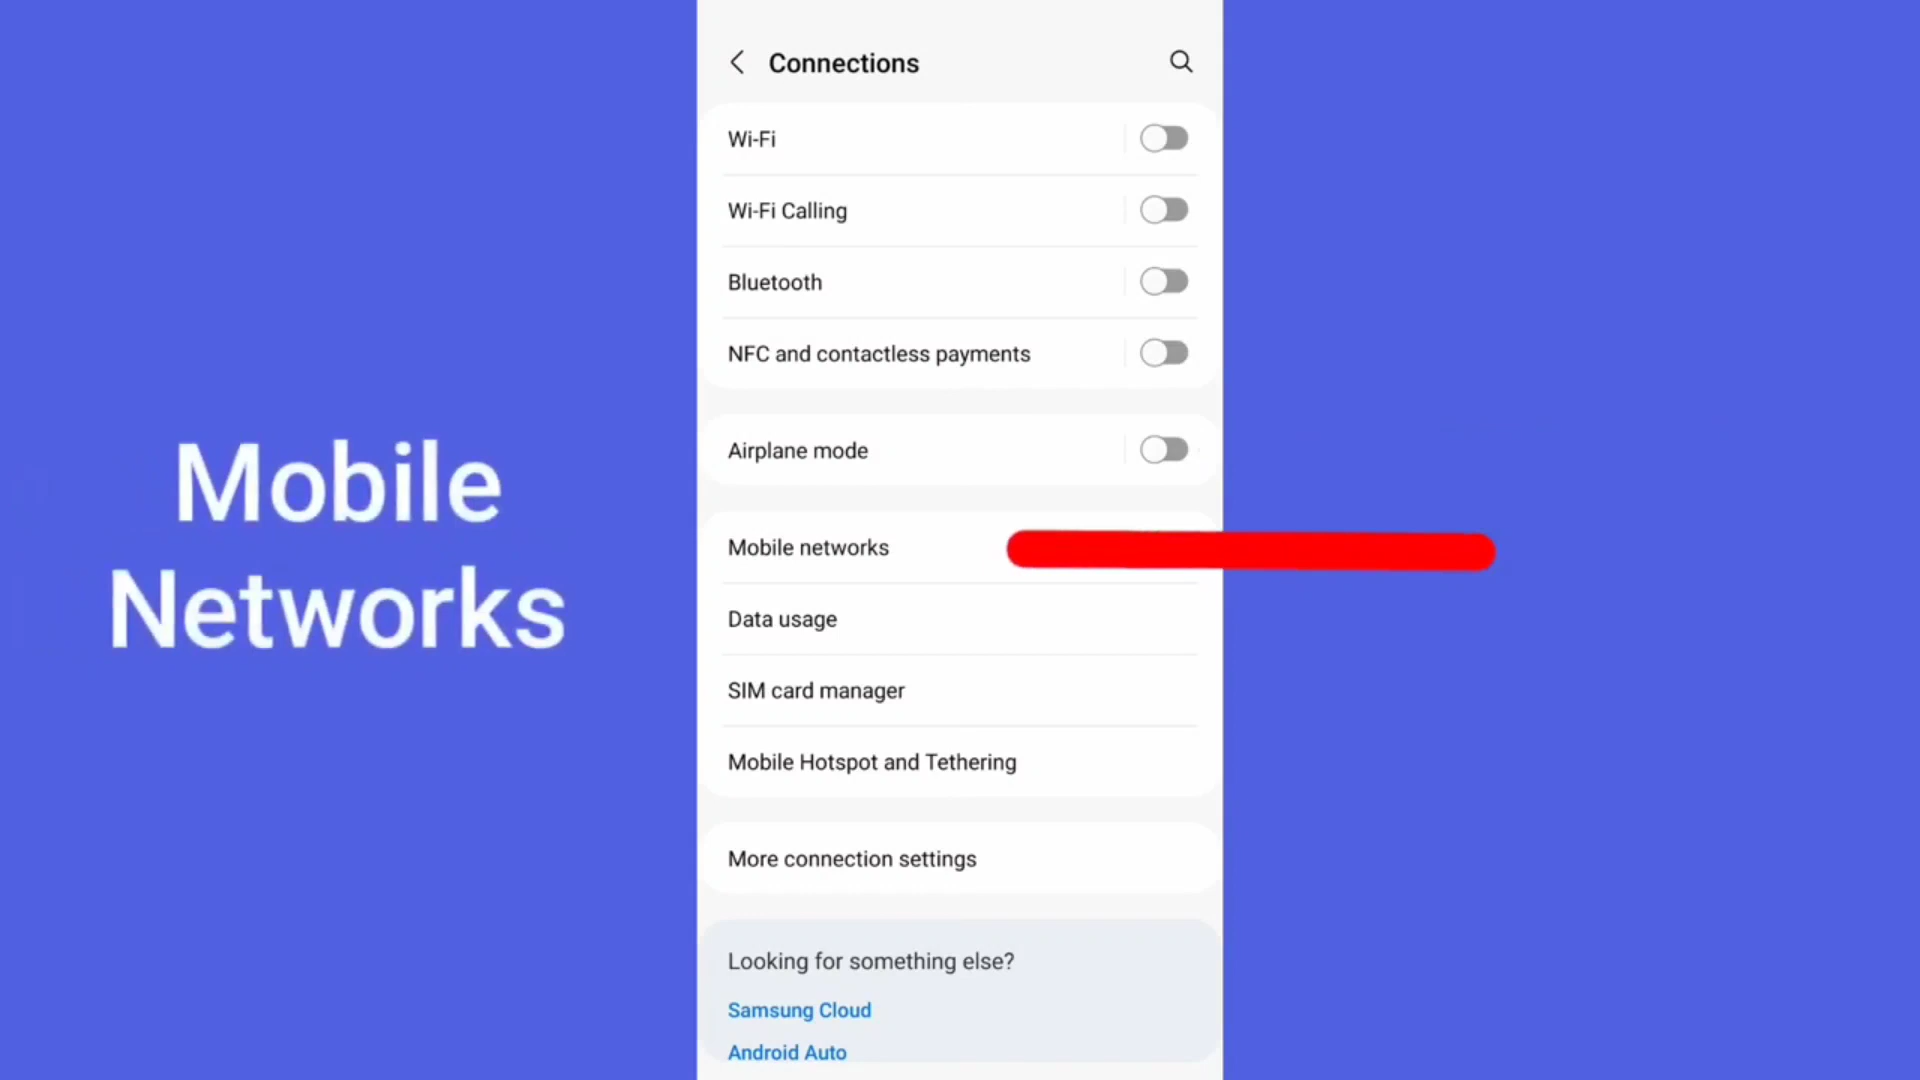 Mobile
Networks
Connections
Wi-Fi
Wi-Fi Calling
Bluetooth
NFC and contactless payments
Airplane mode
Mobile networks
Data usage
SIM card manager
Mobile Hotspot and Tethering
More connection settings
Looking for something else?
Samsung Cloud
Android Auto